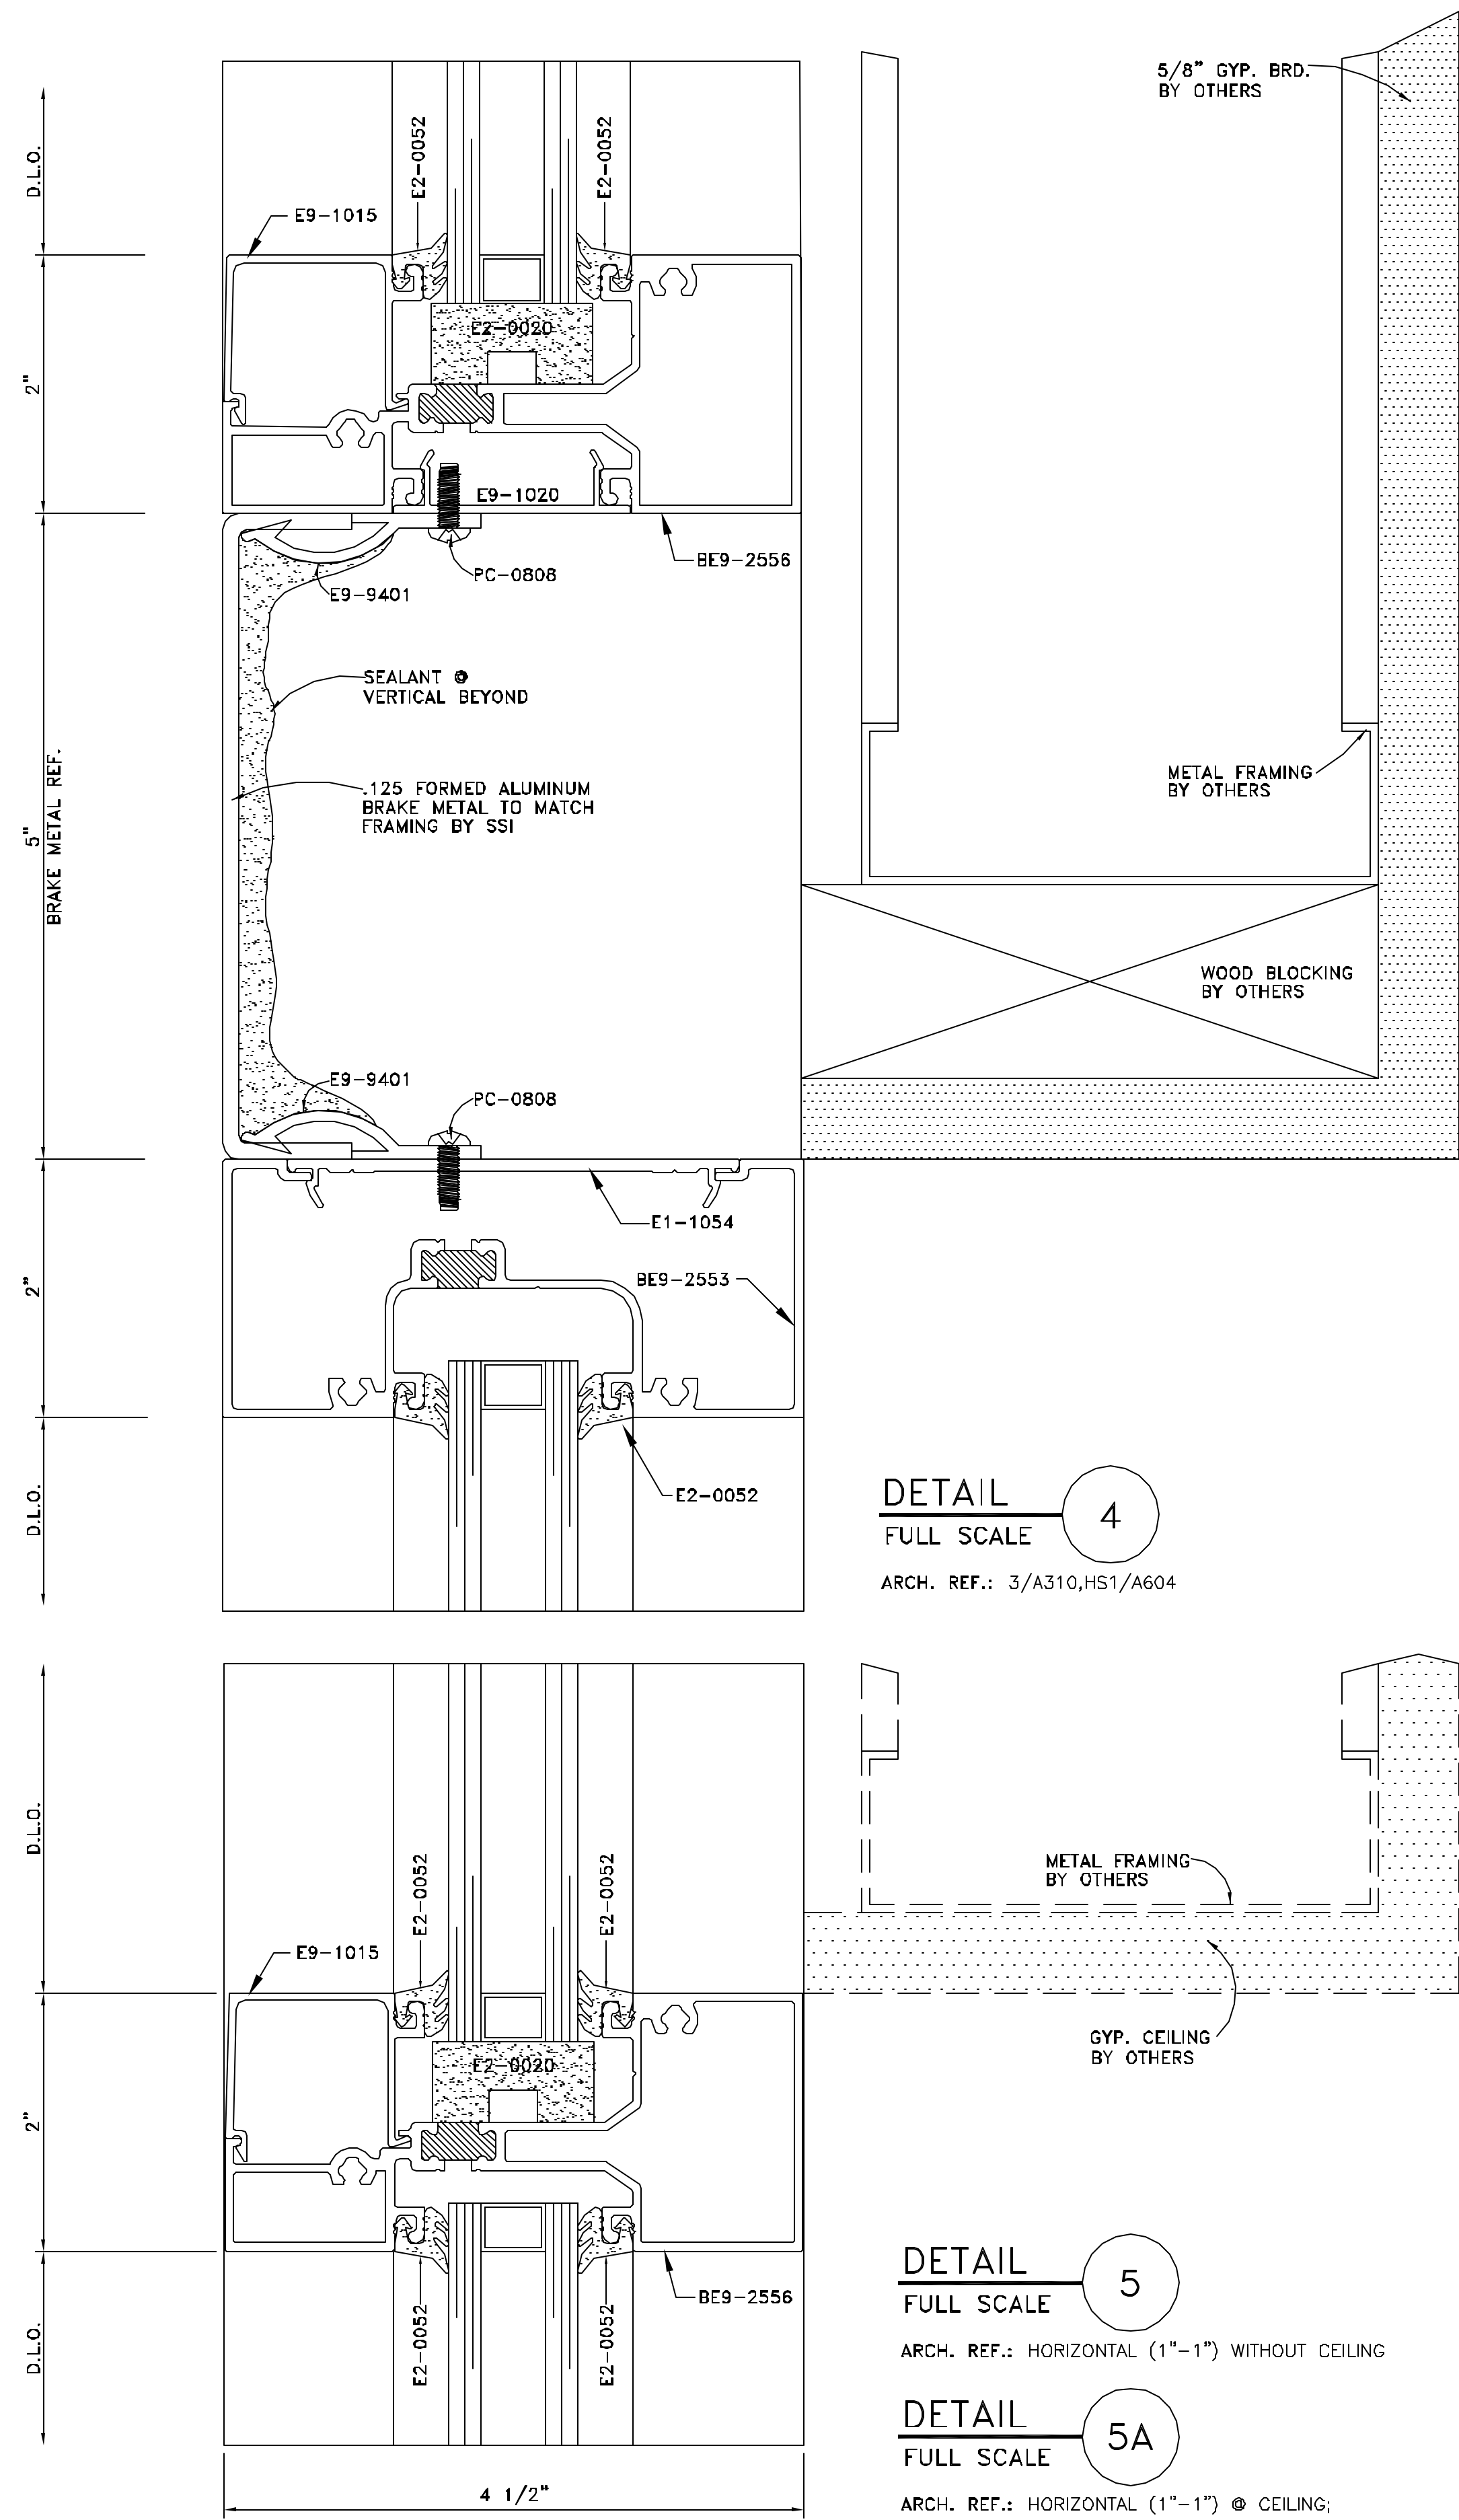 5/8" GYP. BRD.
BY OTHERS
D.L.O.
E2-0052
E2-0052
E9-1015
E2-0020
2"
E9-1020
BE9-2556
PC-0808
E9-9401
SEALANT @
VERTICAL BEYOND
METAL FRAMING
BY OTHERS
.125 FORMED ALUMINUM
BRAKE METAL TO MATCH
FRAMING BY SSI
5"
BRAKE METAL REF.
WOOD BLOCKING
BY OTHERS
E9-9401
PC-0808
E1-1054
BE9-2553
2"
E2-0052
D.L.O.
DETAIL
4
FULL SCALE
ARCH. REF.: 3/A310,HS1/A604
D.L.O.
METAL FRAMING
BY OTHERS
E2-0052
E2-0052
E9-1015
GYP. CEILING
BY OTHERS
E2-0020
2"
BE9-2556
E2-0052
E2-0052
D.L.O.
DETAIL
5
FULL SCALE
ARCH. REF.: HORIZONTAL (1"-1") WITHOUT CEILING
DETAIL
5A
FULL SCALE
4 1/2"
ARCH. REF.: HORIZONTAL (1"-1") @ CEILING;